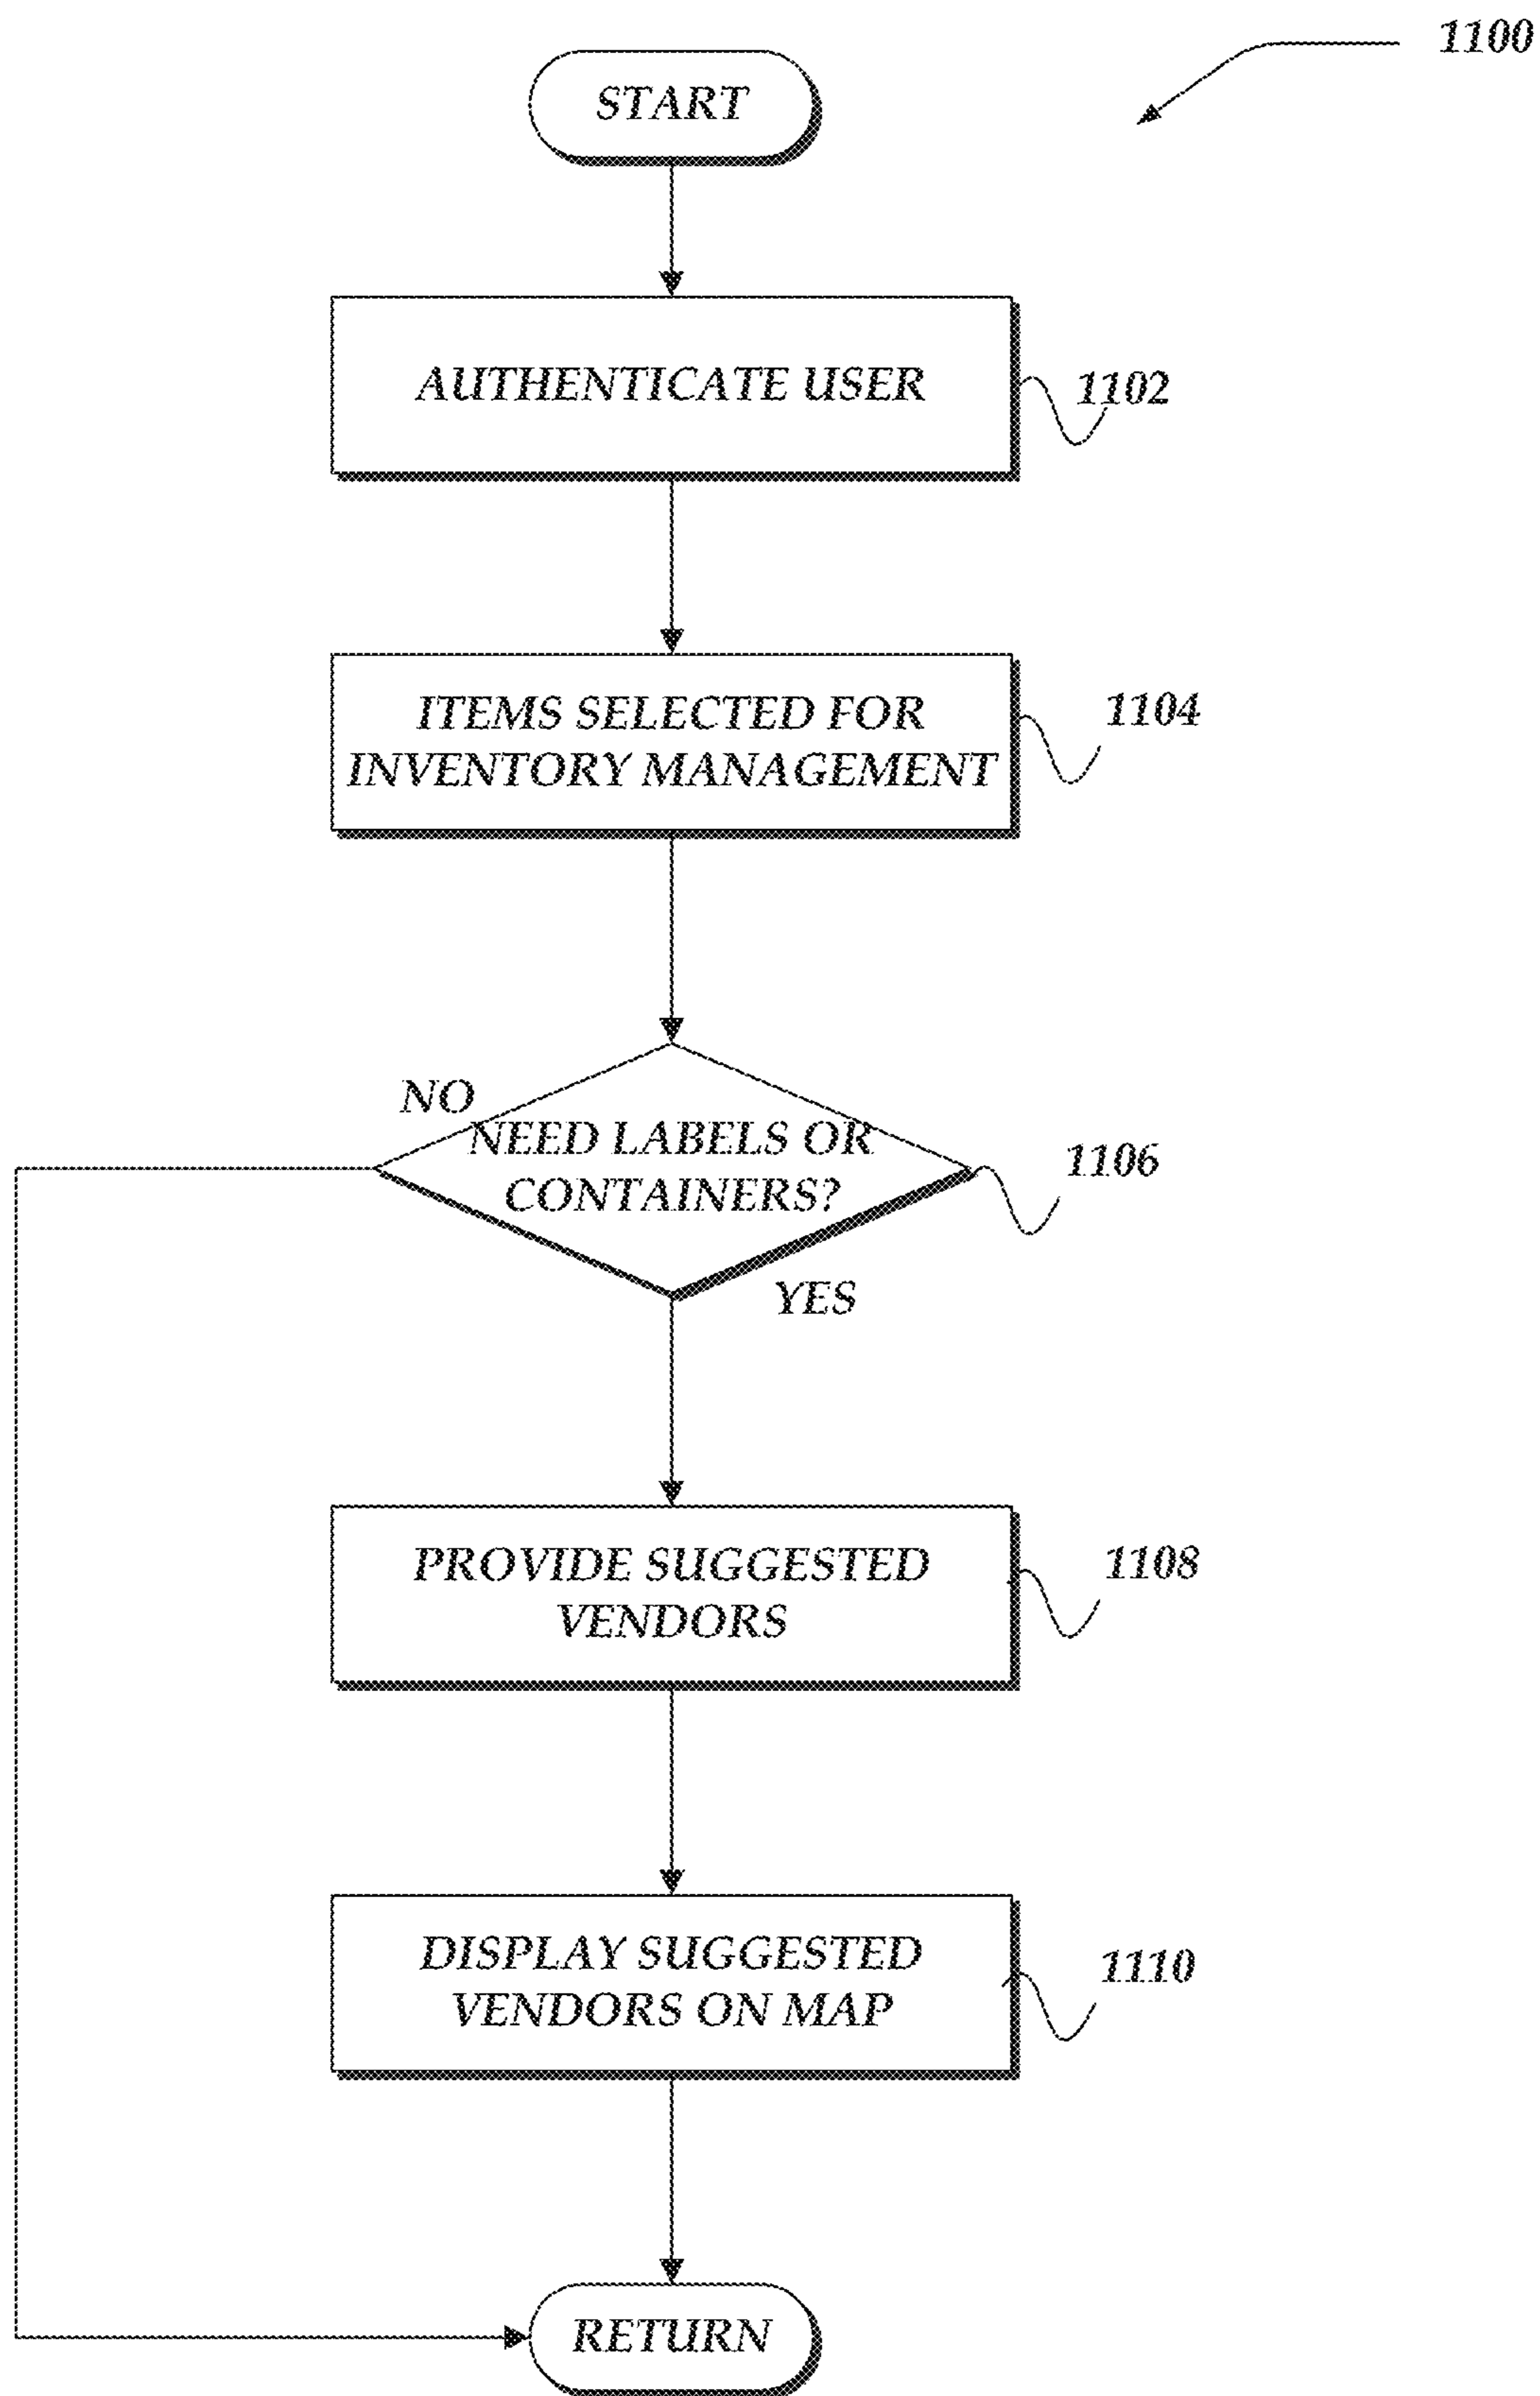 1100
START
AUTHENTICATE USER
1102
ITEMS SELECTED FOR
INVENTORY MANAGEMENT
1104
NO
NEED LABELS OR
CONTAINERS?
1106
YES
PROVIDE SUGGESTED
VENDORS
1108
DISPLAY SUGGESTED
VENDORS ON MAP
1110
RETURN